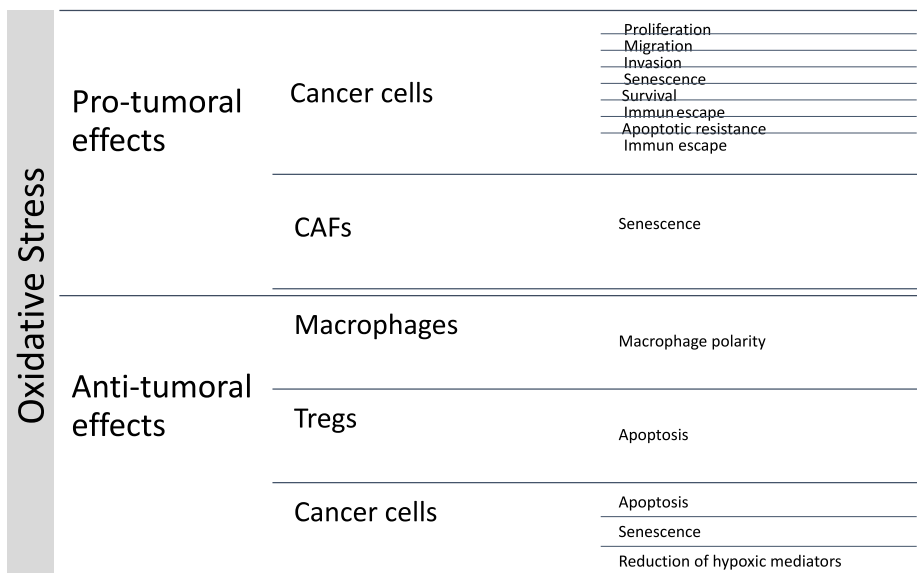 Oxidative Stress
Pro-tumoral
effects
Cancer cells
Proliferation
Migration
Invasion
Senescence
Survival
Immun escape
Apoptotic resistance
Immun escape
CAFs
Senescence
Anti-tumoral
effects
Macrophages
Macrophage polarity
Tregs
Apoptosis
Cancer cells
Apoptosis
Senescence
Reduction of hypoxic mediators